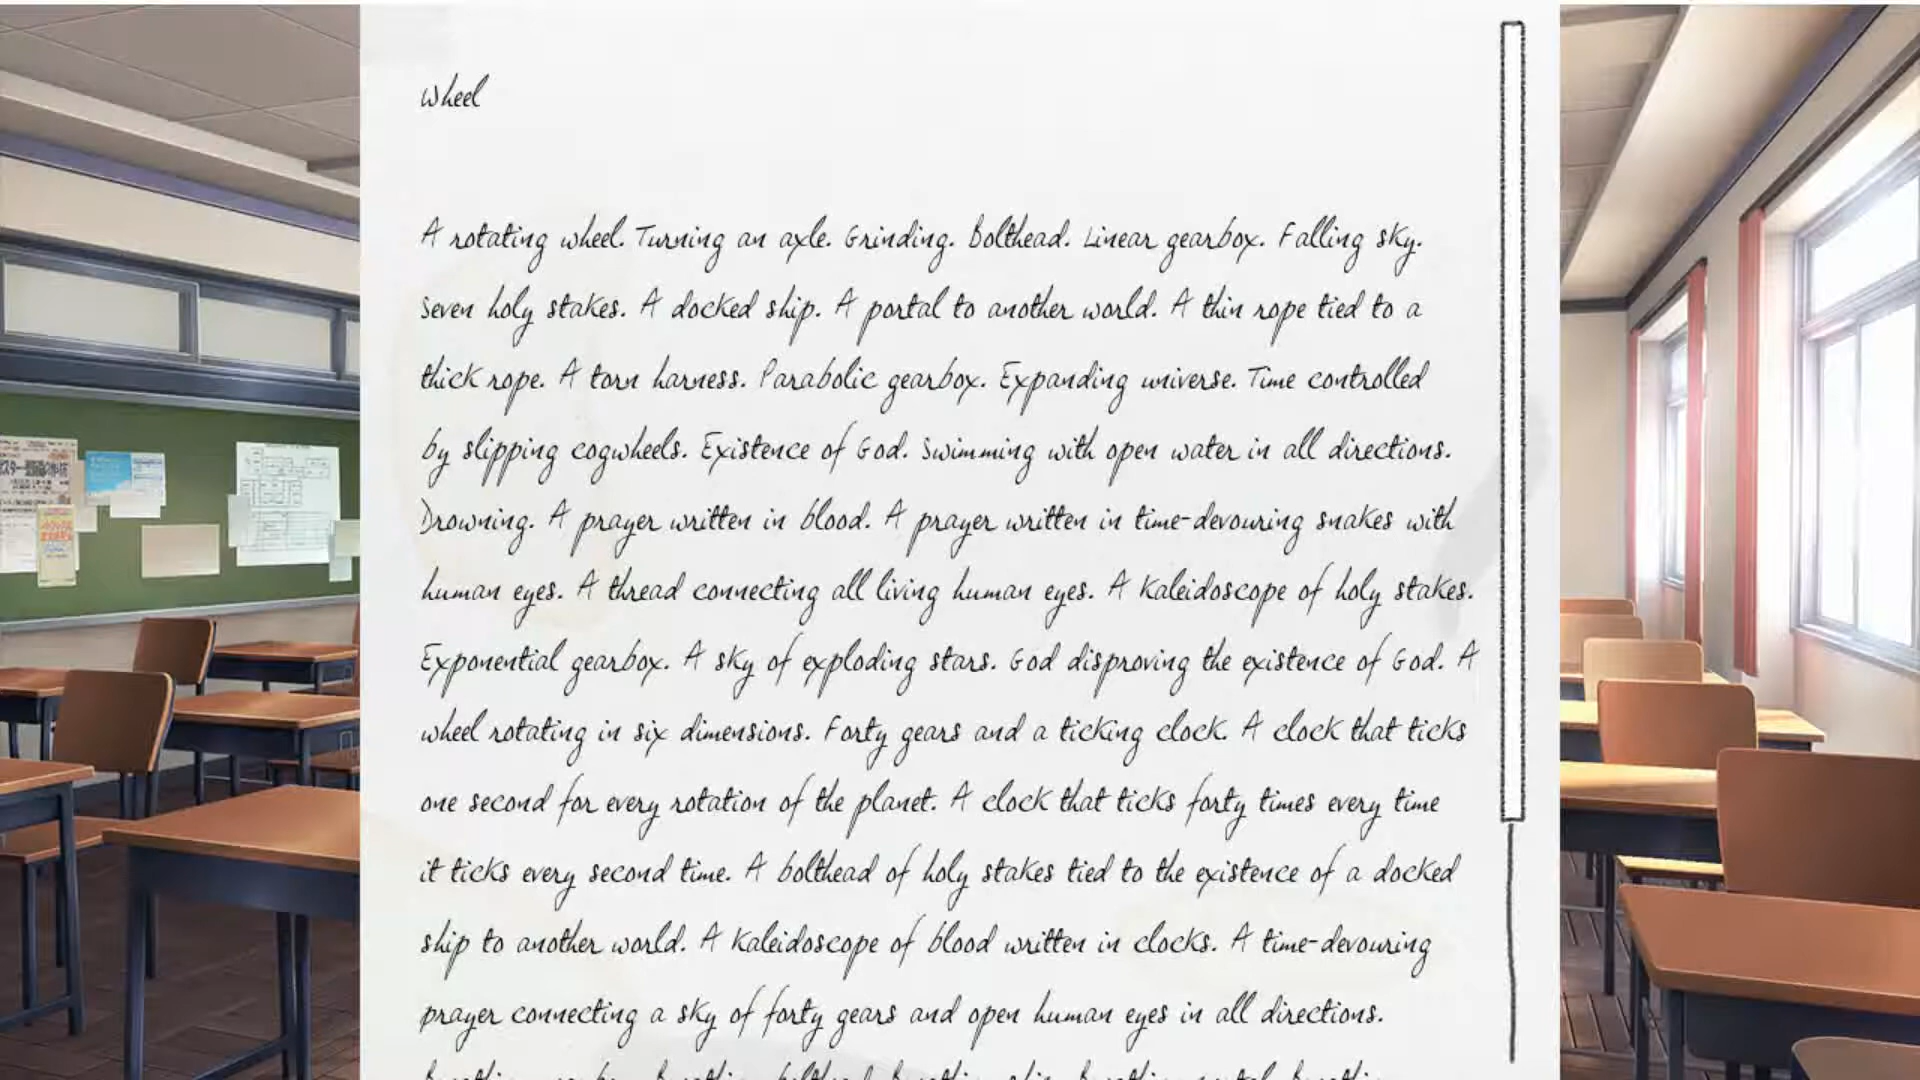 Wheel
A rotating wheel. Turning an axle. Grinding. Bolthead. Linear gearbox. Falling sky.
Seven holy stakes. A docked ship. A portal to another world. A thin rope tied to a
thick rope. A torn harness. Parabolic gearbox. Expanding universe. Time controlled
by slipping cogwheels. Existence of God. Swimming with open water in all directions.
Drowning. A prayer written in blood. A prayer written in time-devouring snakes with
human eyes. A thread connecting all living human eyes. A kaleidoscope of holy stakes.
Exponential gearbox. A sky of exploding stars. God disproving the existence of God. A
wheel rotating in six dimensions. Forty gears and a ticking clock. A clock that ticks
one second for every rotation of the planet. A clock that ticks forty times every time
it ticks every second time. A bolthead of holy stakes tied to the existence of a docked
ship to another world. A kaleidoscope of blood written in clocks. A time-devouring
prayer connecting a sky of forty gears and open human eyes in all directions.